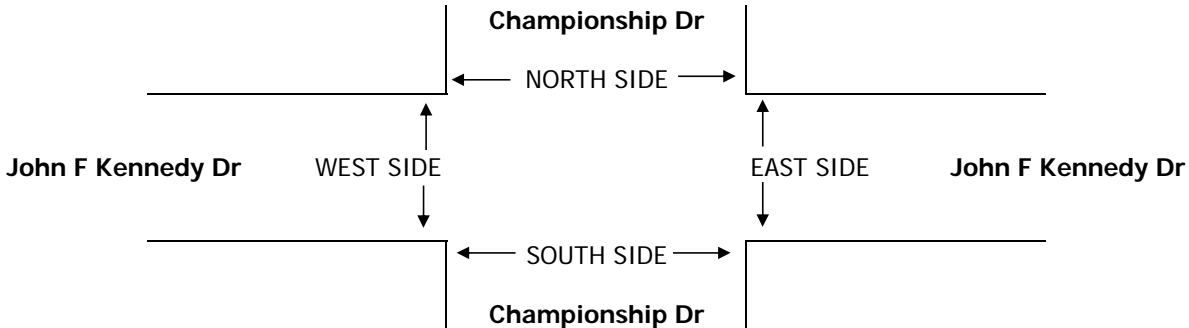 Championship Dr
NORTH SIDE
John F Kennedy Dr WEST SIDE EAST SIDE John F Kennedy Dr
SOUTH SIDE
Championship Dr